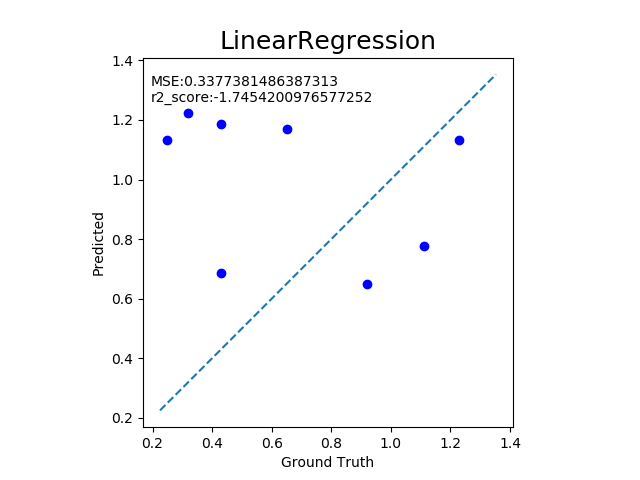 LinearRegression
MSE:0.3377381486387313
r2_score:-1.7454200976577252
1.4
1.2
1.0
0.8
0.6
0.4
0.2
Predicted
0.2 0.4 0.6 0.8 1.0 1.2 1.4
Ground Truth